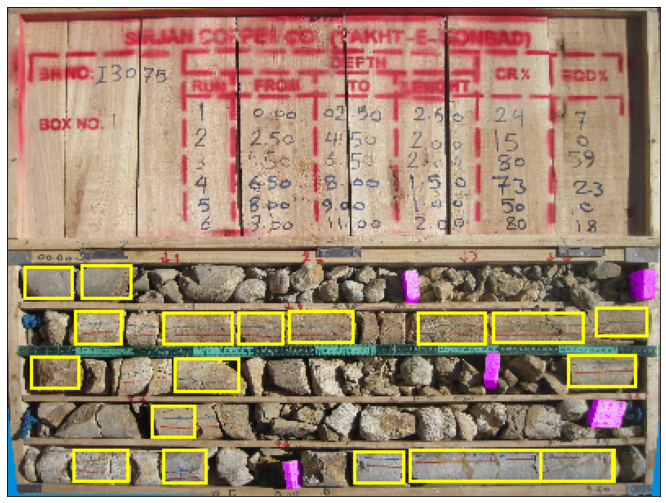 SIRJAN COPPER CO. (TAKHT-E-GONBAD)
DEPTH
BH NO: I3075
RUN FROM TO LENGHT CR% RQD%
BOX NO. 1
1 0.00 02.50 2.50 29 7
2 2.50 4.50 2.00 15 0
3 4.50 6.50 2.00 80 59
4 6.50 8.00 1.50 73 23
5 8.00 9.00 1.00 50 0
6 9.00 11.00 2.00 80 18